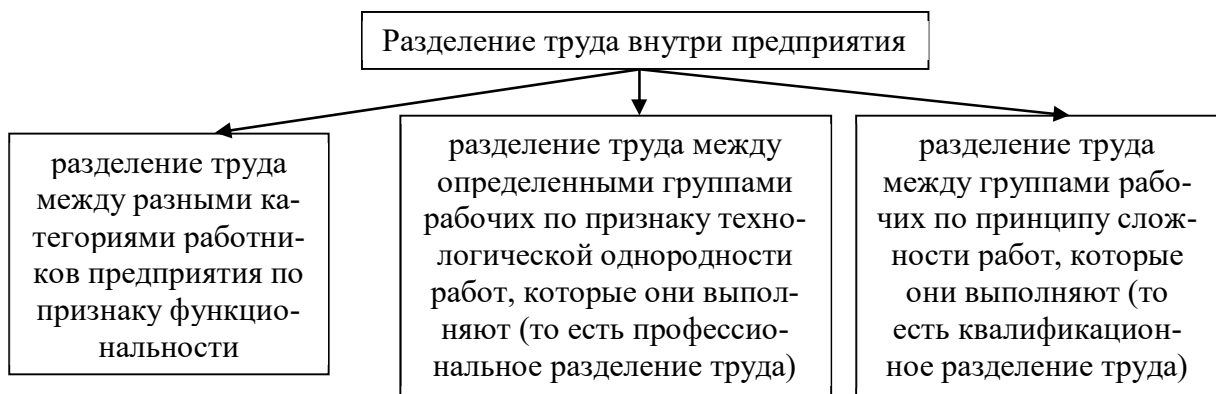 Разделение труда внутри предприятия
разделение труда
между разными ка-
тегориями работни-
ков предприятия по
признаку функцио-
нальности
разделение труда между
определенными группами
рабочих по признаку техно-
логической однородности
работ, которые они выпол-
няют (то есть профессио-
нальное разделение труда)
разделение труда
между группами рабо-
чих по принципу слож-
ности работ, которые
они выполняют (то
есть квалификацион-
ное разделение труда)